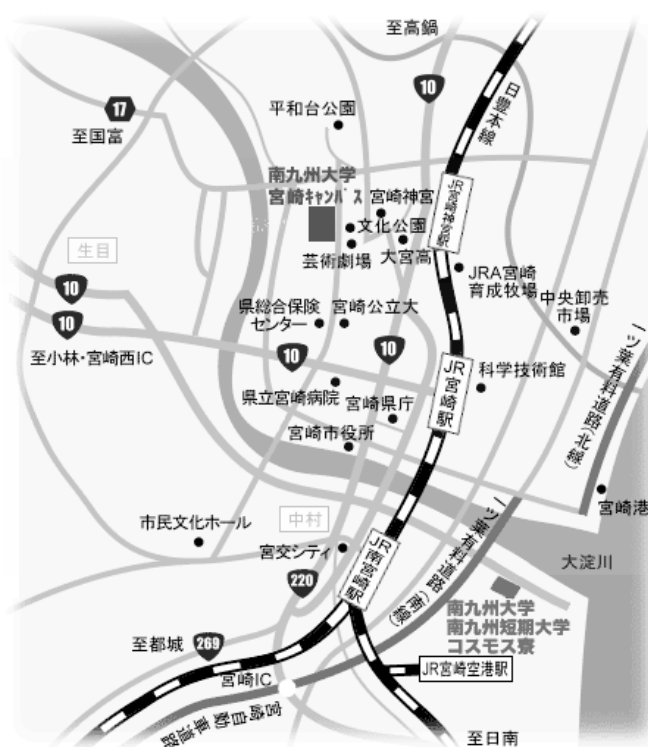 至高鍋
10
日豊本線
17
至国富
平和台公園
南九州大学
宮崎キャンパス
宮崎神宮
文化公園
芸術劇場
大宮高
JR宮崎神宮駅
JRA宮崎
育成牧場
生目
10
10
至小林・宮崎西IC
県総合保険
センター
宮崎公立大
中央卸売
市場
10
10
一ツ葉有料道路(北線)
県立宮崎病院
宮崎県庁
JR宮崎駅
科学技術館
宮崎市役所
宮崎港
市民文化ホール
中村
宮交シティ
JR南宮崎駅
一ツ葉有料道路(南線)
大淀川
220
南九州大学
南九州短期大学
コスモス寮
至都城
269
宮崎IC
JR宮崎空港駅
宮崎自動車道路
至日南